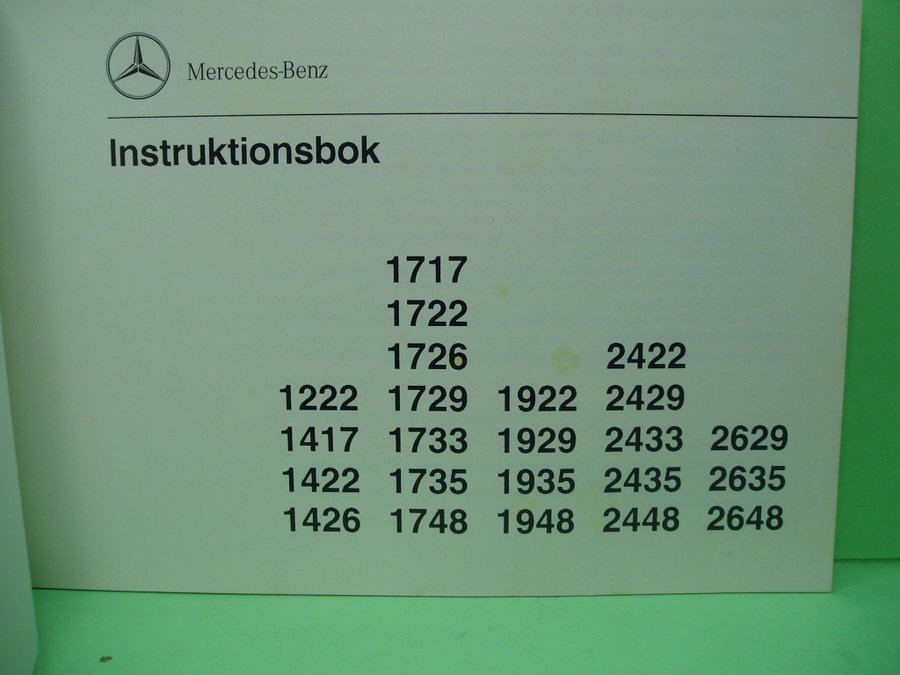 Mercedes-Benz
Instruktionsbok
1717
1722
1726 2422
1222 1729 1922 2429
1417 1733 1929 2433 2629
1422 1735 1935 2435 2635
1426 1748 1948 2448 2648